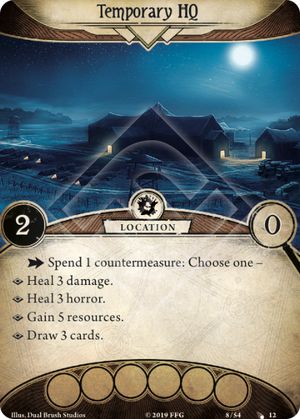 Temporary HQ
2
LOCATION
0
Spend 1 countermeasure: Choose one –
Heal 3 damage.
Heal 3 horror.
Gain 5 resources.
Draw 3 cards.
Illus. Dual Brush Studios © 2019 FFG 8/54 12